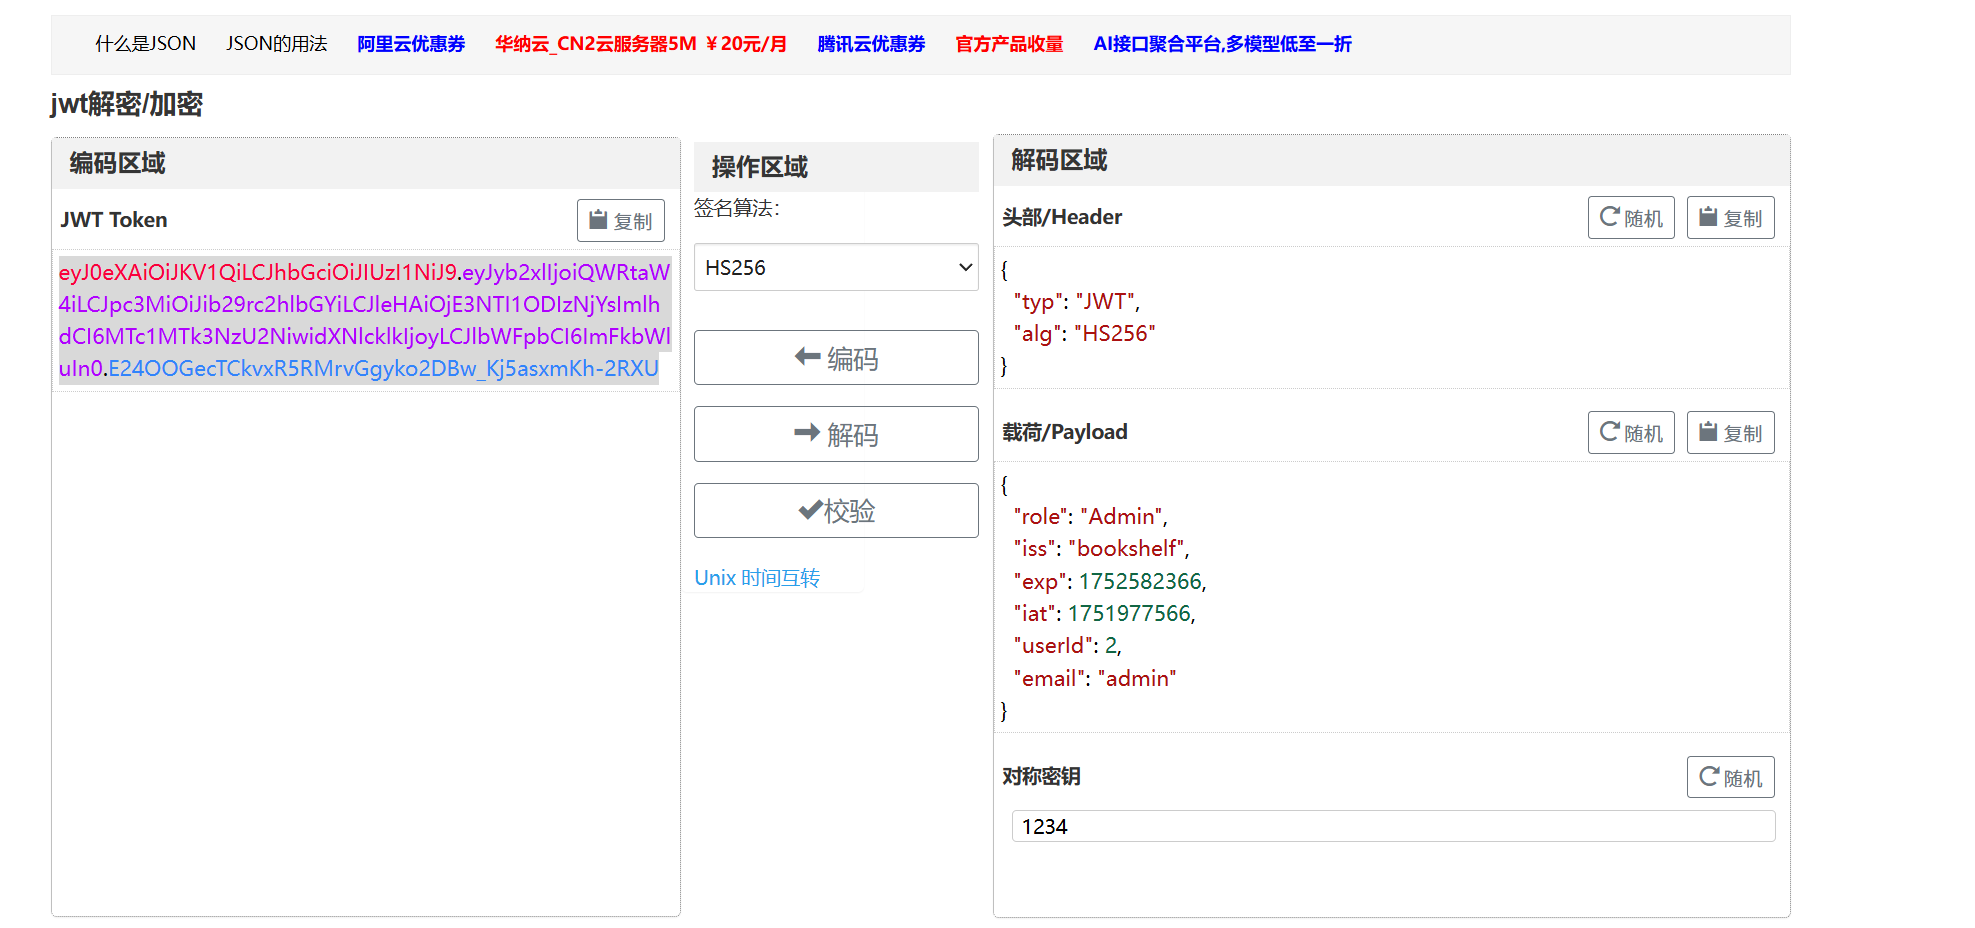 什么是JSON JSON的用法 阿里云优惠券 华纳云_CN2云服务器5M ￥20元/月 腾讯云优惠券 官方产品收量 AI接口聚合平台,多模型低至一折
jwt解密/加密
编码区域
JWT Token 复制
eyJ0eXAiOiJKV1QiLCJhbGciOiJIUzI1NiJ9.eyJyb2xlIjoiQWRtaW
4iLCJpc3MiOiJib29rc2hlbGYiLCJleHAiOjE3NTI1ODIzNjYsImlh
dCI6MTc1MTk3NzU2NiwidXNlcklkIjoyLCJlbWFpbCI6ImFkbWl
uIn0.E24OOGecTCkvxR5RMrvGgyko2DBw_Kj5asxmKh-2RXU
操作区域
签名算法:
HS256
编码
解码
校验
Unix 时间互转
解码区域
头部/Header 随机 复制
{
"typ": "JWT",
"alg": "HS256"
}
载荷/Payload 随机 复制
{
"role": "Admin",
"iss": "bookshelf",
"exp": 1752582366,
"iat": 1751977566,
"userId": 2,
"email": "admin"
}
对称密钥 随机
1234